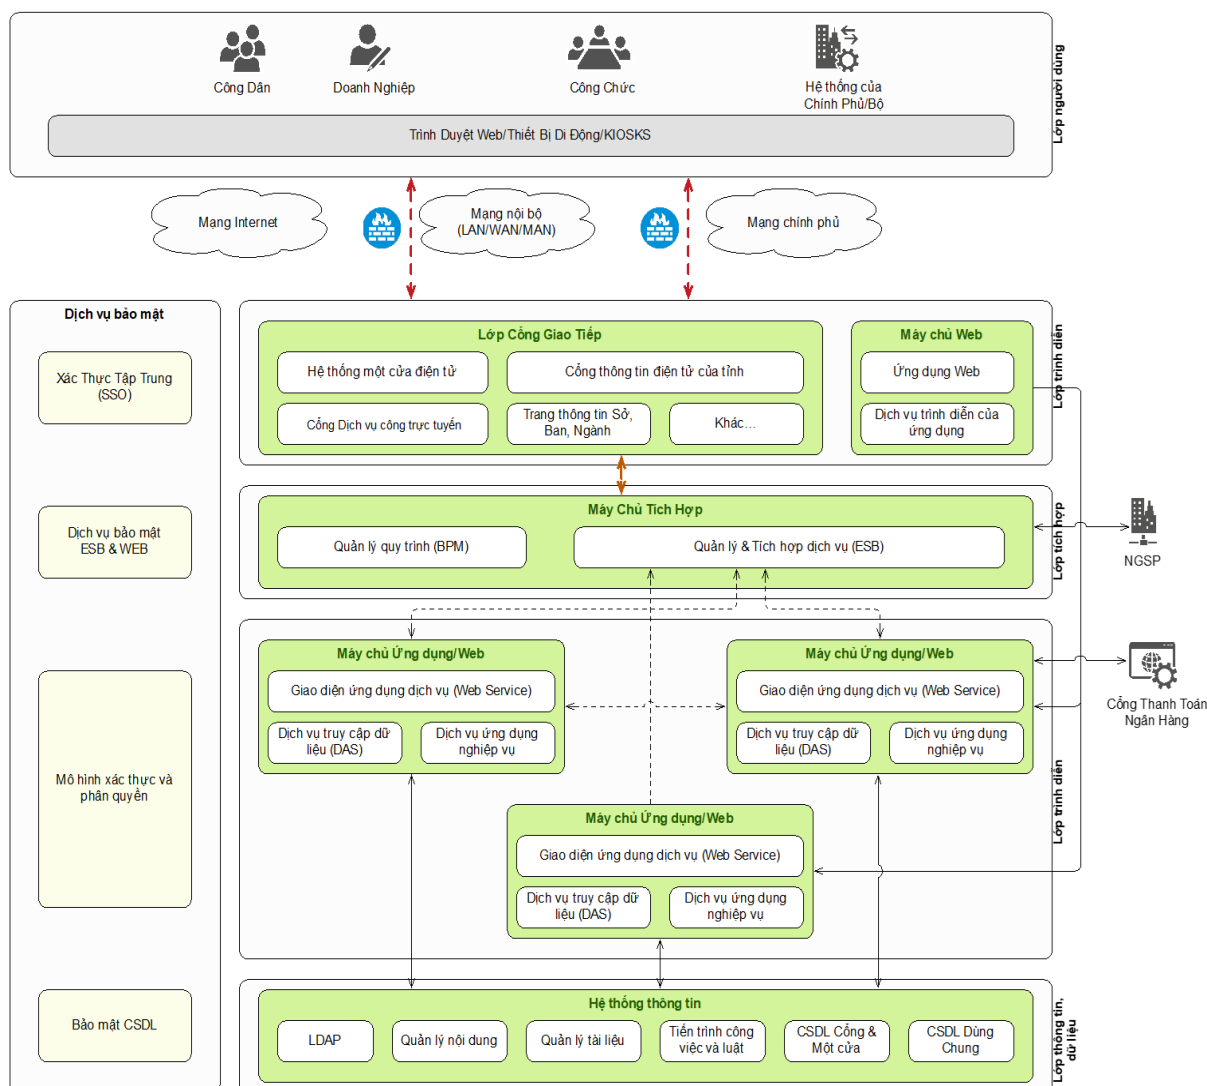 Công Dân
Doanh Nghiệp
Công Chức
Hệ thống của
Chính Phủ/Bộ
Trình Duyệt Web/Thiết Bị Di Động/KIOSKS
Lớp người dùng
Mạng Internet
Mạng nội bộ
(LAN/WAN/MAN)
Mạng chính phủ
Dịch vụ bảo mật
Xác Thực Tập Trung
(SSO)
Dịch vụ bảo mật
ESB & WEB
Mô hình xác thực và
phân quyền
Bảo mật CSDL
Lớp Cổng Giao Tiếp
Hệ thống một cửa điện tử
Cổng thông tin điện tử của tỉnh
Cổng Dịch vụ công trực tuyến
Trang thông tin Sở,
Ban, Ngành
Khác...
Máy chủ Web
Ứng dụng Web
Dịch vụ trình diễn của
ứng dụng
Lớp trình diễn
Máy Chủ Tích Hợp
Quản lý quy trình (BPM)
Quản lý & Tích hợp dịch vụ (ESB)
Lớp tích hợp
NGSP
Máy chủ Ứng dụng/Web
Giao diện ứng dụng dịch vụ (Web Service)
Dịch vụ truy cập dữ
liệu (DAS)
Dịch vụ ứng dụng
nghiệp vụ
Máy chủ Ứng dụng/Web
Giao diện ứng dụng dịch vụ (Web Service)
Dịch vụ truy cập dữ
liệu (DAS)
Dịch vụ ứng dụng
nghiệp vụ
Cổng Thanh Toán
Ngân Hàng
Máy chủ Ứng dụng/Web
Giao diện ứng dụng dịch vụ (Web Service)
Dịch vụ truy cập dữ
liệu (DAS)
Dịch vụ ứng dụng
nghiệp vụ
Lớp trình diễn
Hệ thống thông tin
LDAP
Quản lý nội dung
Quản lý tài liệu
Tiến trình công
việc và luật
CSDL Cổng &
Một cửa
CSDL Dùng
Chung
Lớp thông tin,
dữ liệu